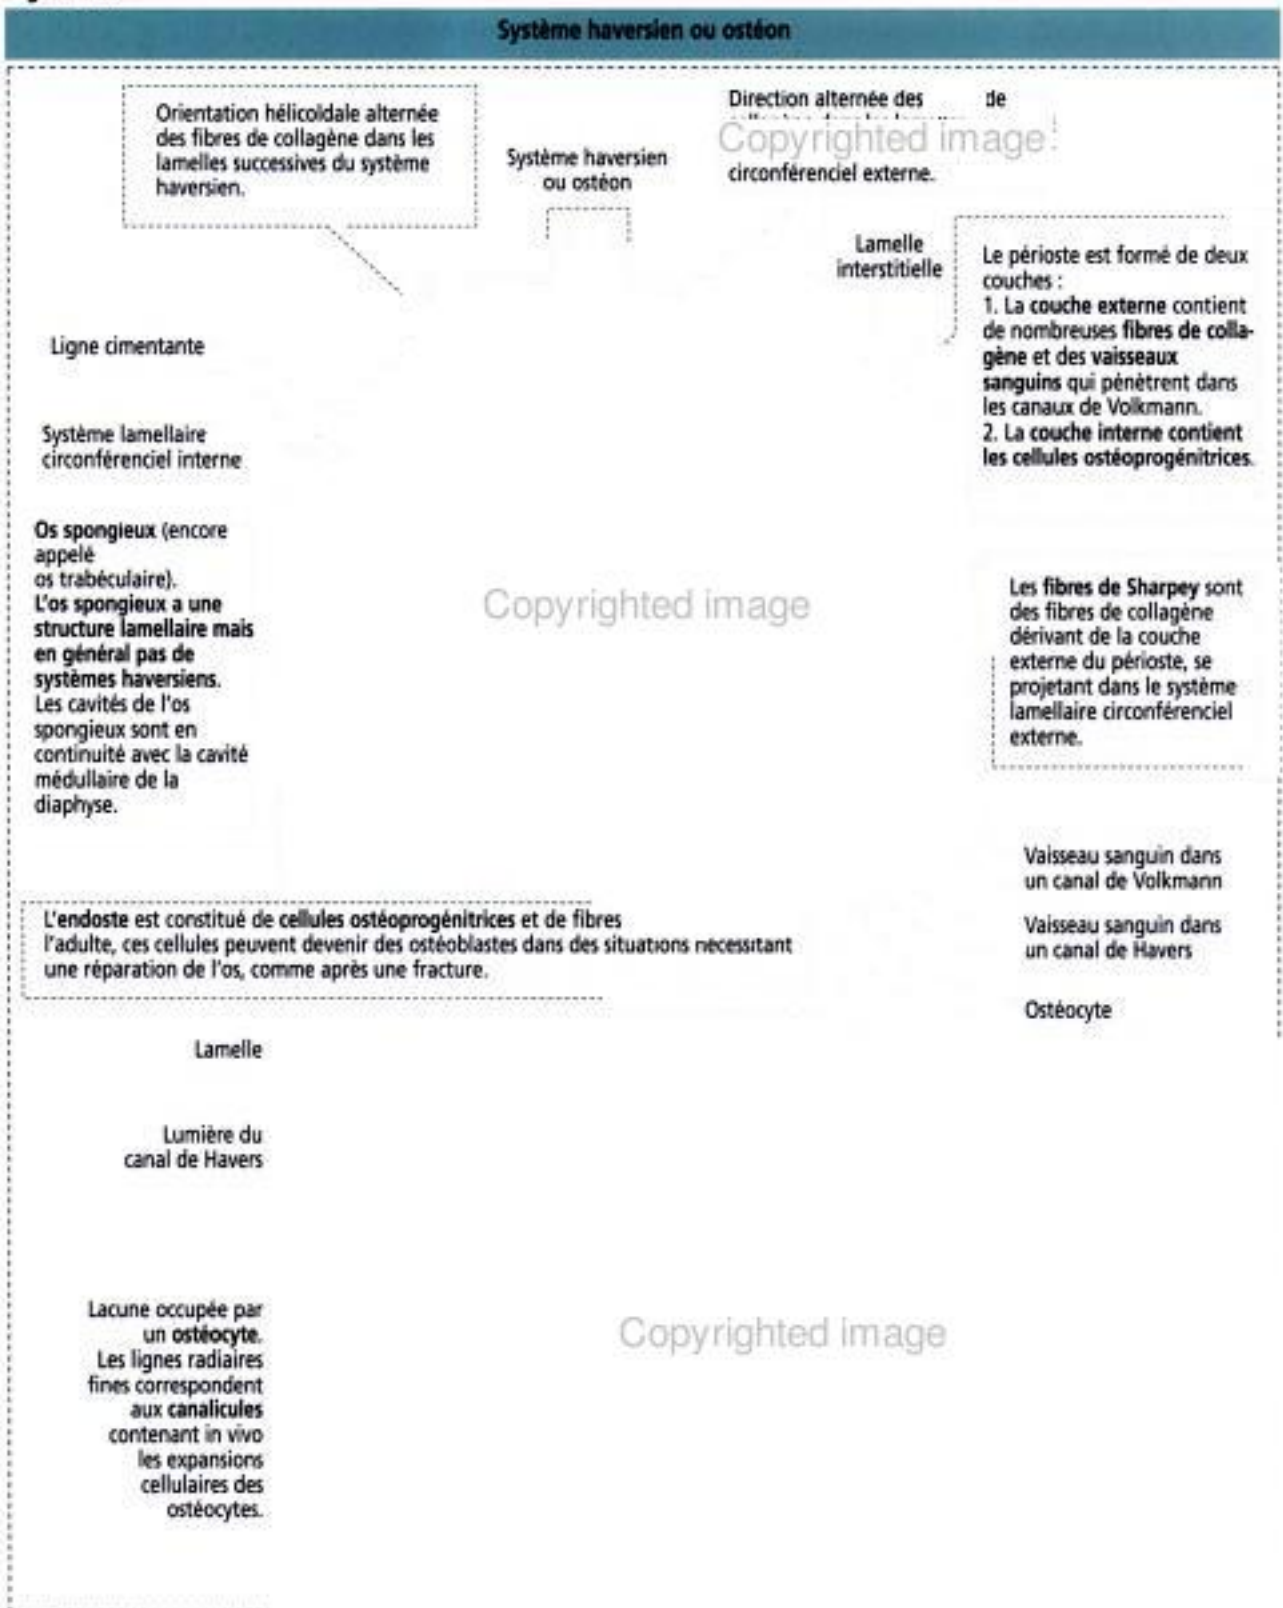 Système haversien ou ostéon
Orientation hélicoïdale alternée
des fibres de collagène dans les
lamelles successives du système
haversien.
Système haversien
ou ostéon
Direction alternée des de
Copyrighted image
circonférenciel externe.
Lamelle
interstitielle
Le périoste est formé de deux
couches :
1. La couche externe contient
de nombreuses fibres de colla-
gène et des vaisseaux
sanguins qui pénètrent dans
les canaux de Volkmann.
2. La couche interne contient
les cellules ostéoprogénitrices.
Ligne cimentante
Système lamellaire
circonférenciel interne
Os spongieux (encore
appelé
os trabéculaire).
L'os spongieux a une
structure lamellaire mais
en général pas de
systèmes haversiens.
Les cavités de l'os
spongieux sont en
continuité avec la cavité
médullaire de la
diaphyse.
Copyrighted image
Les fibres de Sharpey sont
des fibres de collagène
dérivant de la couche
externe du périoste, se
projetant dans le système
lamellaire circonférenciel
externe.
Vaisseau sanguin dans
un canal de Volkmann
Vaisseau sanguin dans
un canal de Havers
Ostéocyte
L'endoste est constitué de cellules ostéoprogénitrices et de fibres
l'adulte, ces cellules peuvent devenir des ostéoblastes dans des situations nécessitant
une réparation de l'os, comme après une fracture.
Lamelle
Lumière du
canal de Havers
Lacune occupée par
un ostéocyte.
Les lignes radiaires
fines correspondent
aux canalicules
contenant in vivo
les expansions
cellulaires des
ostéocytes.
Copyrighted image